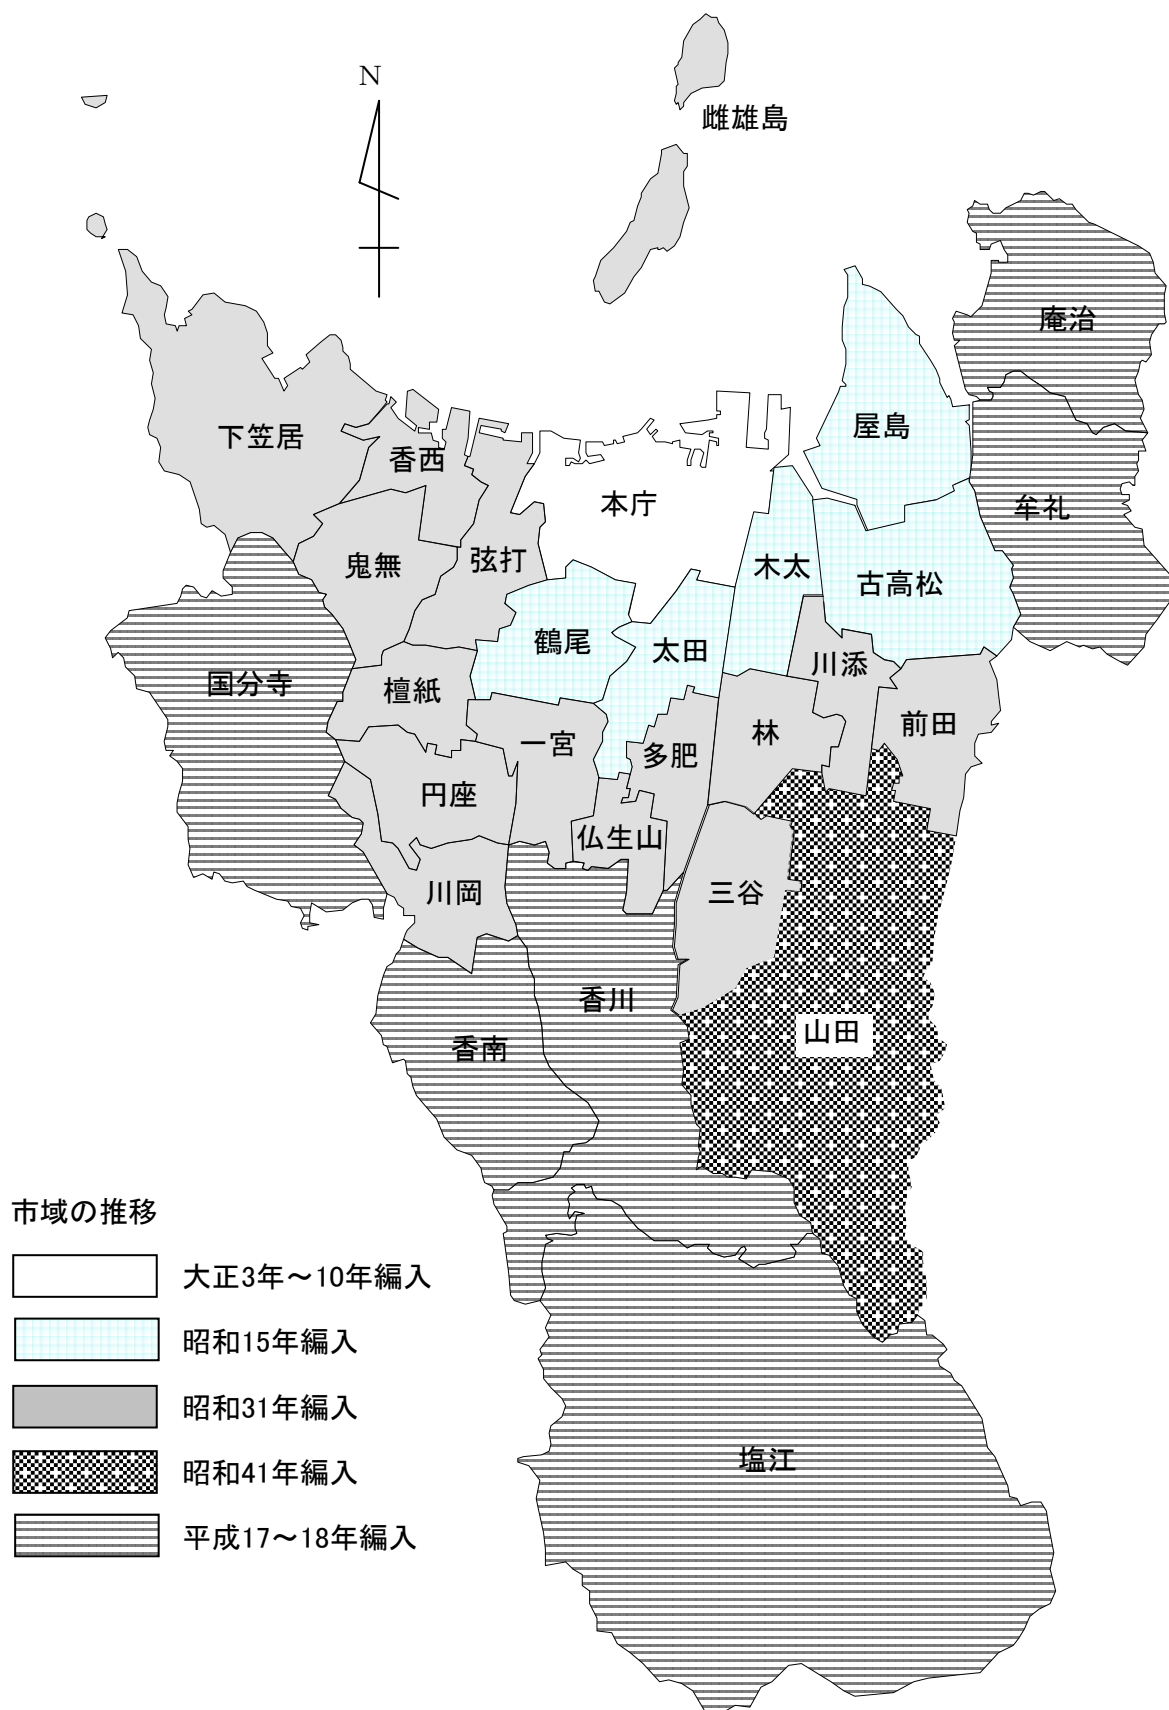 N
雌雄島
庵治
下笠居
香西
屋島
本庁
牟礼
鬼無
弦打
木太
古高松
鶴尾
太田
川添
国分寺
檀紙
一宮
林
前田
多肥
円座
仏生山
川岡
三谷
香川
山田
香南
塩江
市域の推移
大正3年～10年編入
昭和15年編入
昭和31年編入
昭和41年編入
平成17～18年編入